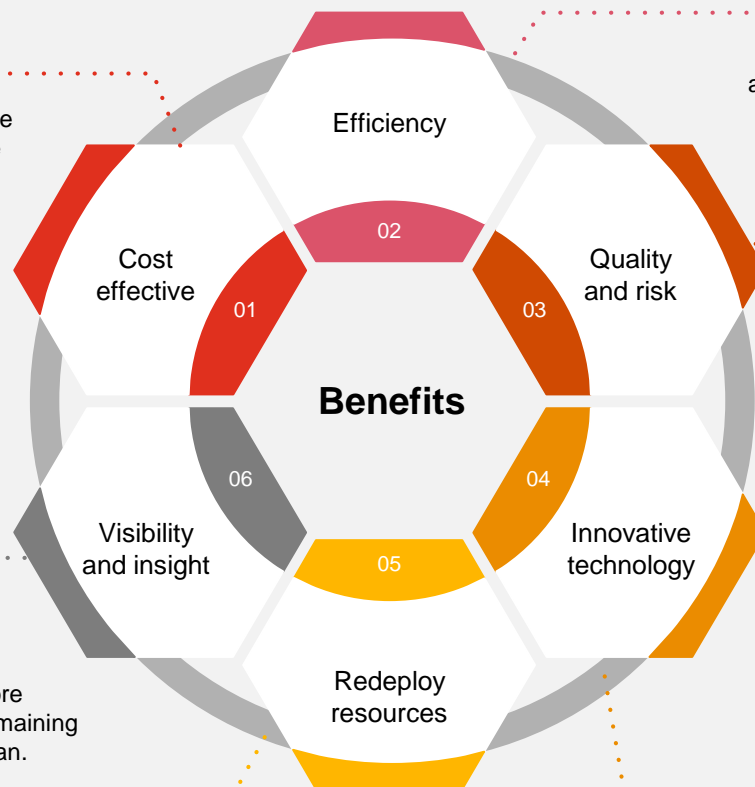 Efficiency
02
Cost
effective
01
Quality
and risk
03
Benefits
06
Visibility
and insight
04
Innovative
technology
05
Redeploy
resources
an.